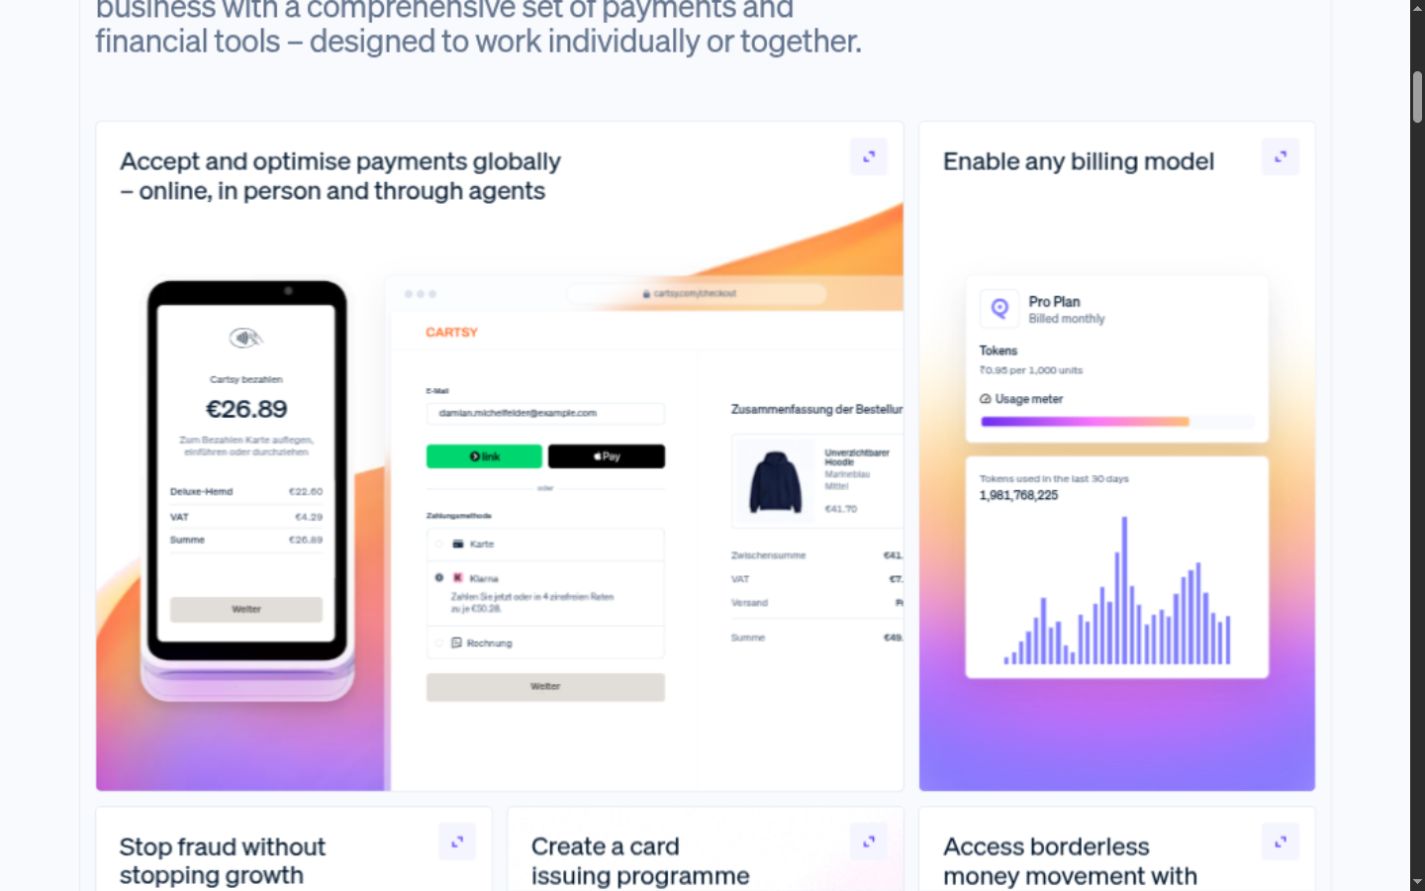 business with a comprehensive set of payments and
financial tools – designed to work individually or together.
Accept and optimise payments globally
– online, in person and through agents
Cartsy bezahlen
€26.89
Zum Bezahlen Karte auflegen,
einführen oder durchziehen
Deluxe-Hemd €22.60
VAT €4.29
Summe €26.89
Weiter
cartsy.com/checkout
CARTSY
E-Mail
damian.michelfelder@example.com
link
Pay
oder
Zahlungsmethode
Karte
Klarna
Zahlen Sie jetzt oder in 4 zinsfreien Raten
zu je
Rechnung
Weiter
Zusammenfassung der Bestellur
Unverzichtbarer
Hoodie
Marineblau
Mittel
€41.70
Zwischensumme €41.
VAT €7.
Versand
Summe €49.
Enable any billing model
Pro Plan
Billed monthly
Tokens
₹0.95 per 1,000 units
Usage meter
Tokens used in the last 30 days
1,981,768,225
Stop fraud without
stopping growth
Create a card
issuing programme
Access borderless
money movement with